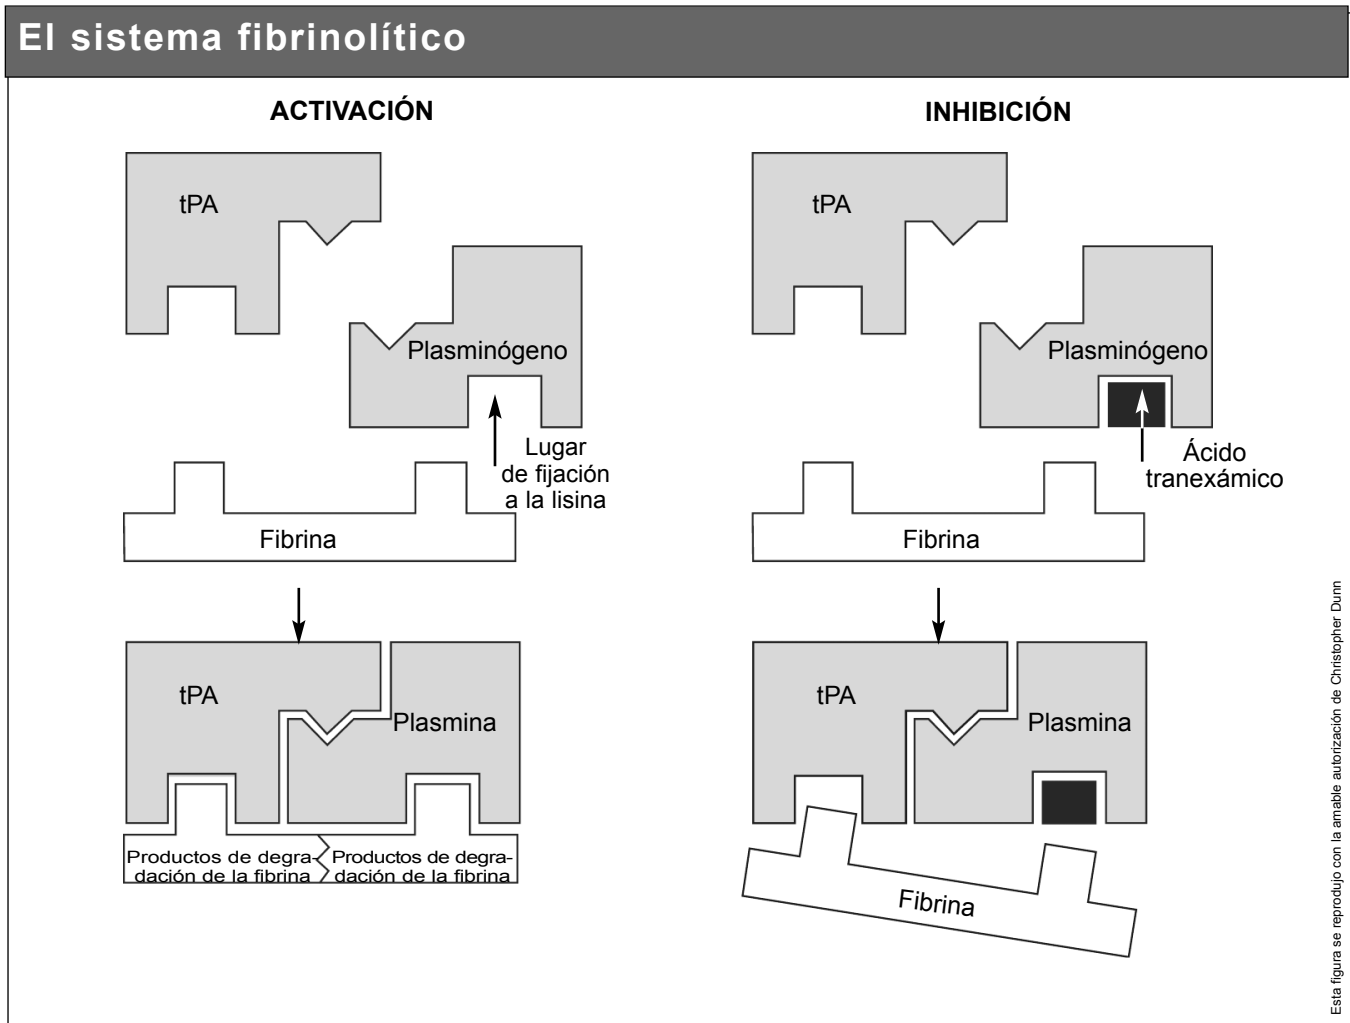 El sistema fibrinolítico
ACTIVACIÓN
tPA
Plasminógeno
Lugar
de fijación
a la lisina
Fibrina
tPA
Plasmina
Productos de degra-
dación de la fibrina
Productos de degra-
dación de la fibrina
INHIBICIÓN
tPA
Plasminógeno
Ácido
tranexámico
Fibrina
tPA
Plasmina
Fibrina
Esta figura se reprodujo con la amable autorización de Christopher Dunn